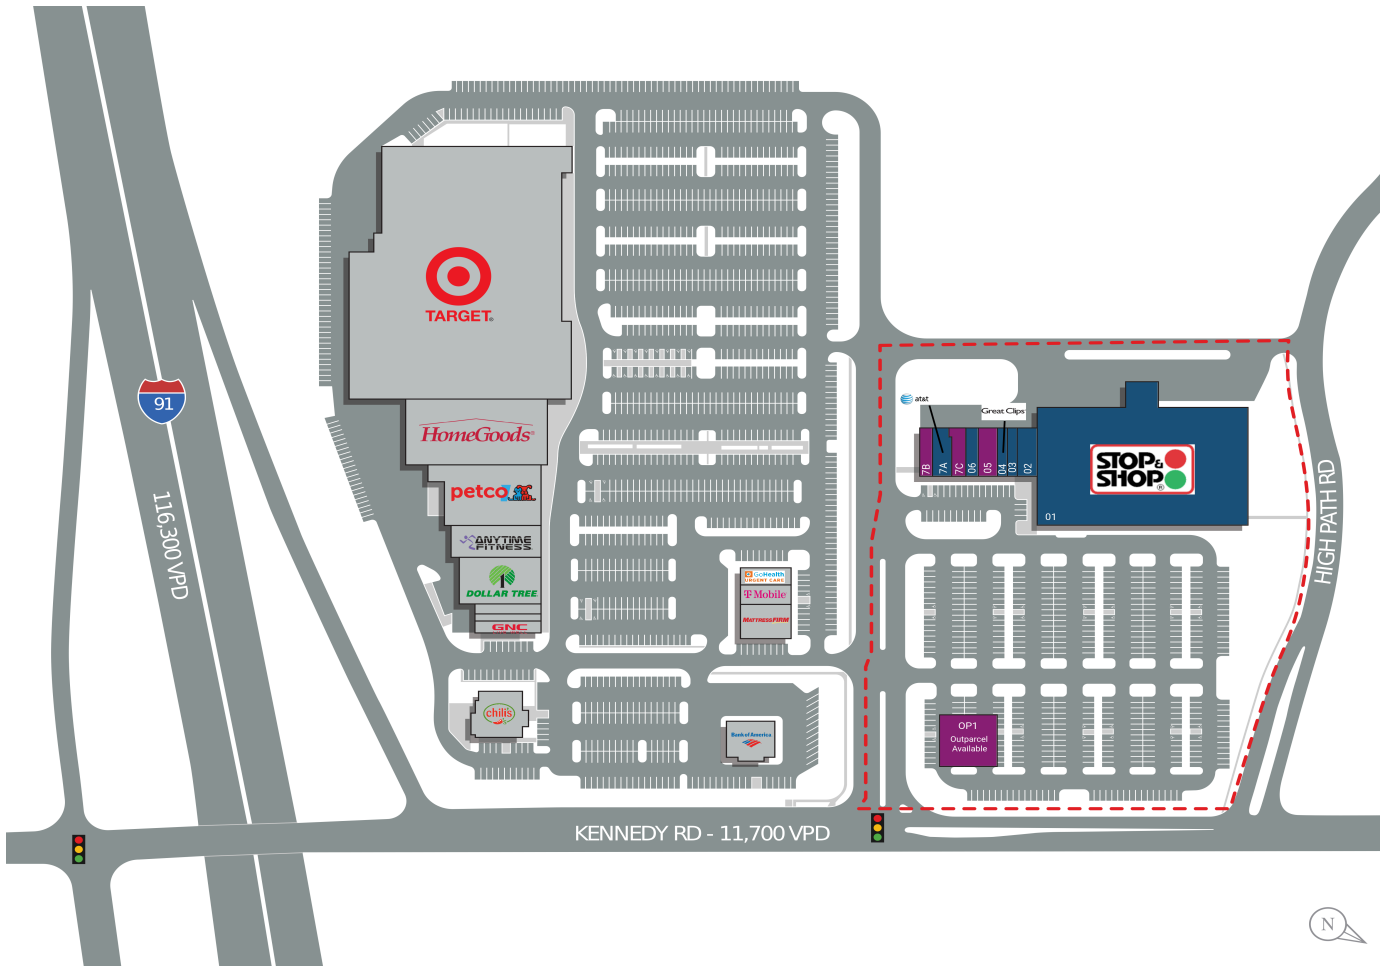 TARGET
HomeGoods
petco
ANYTIME
FITNESS
1
DOLLAR TREE
GNC
chili's
GoHealth
URGENT CARE
T Mobile
MATTRESS FIRM
Bank of America
91
116,300 VPD
at&t
Great Clips
7B
7A
7C
06
05
04
03
02
STOP &
SHOP
01
HIGH PATH RD
OP1
Outparcel
Available
KENNEDY RD - 11,700 VPD
N